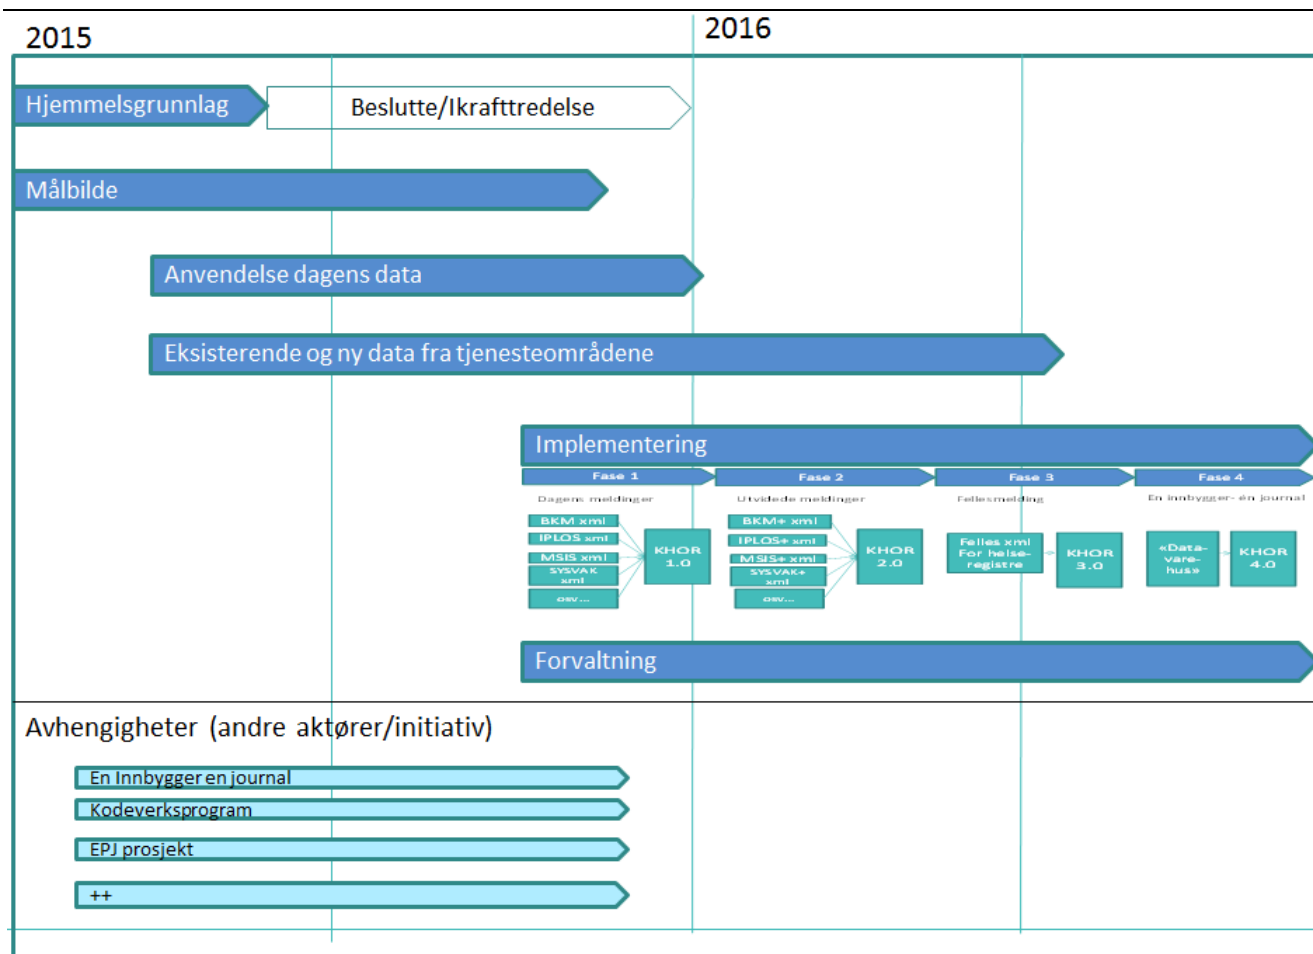 2015
2016
Hjemmelsgrunnlag
Beslutte/Ikrafttredelse
Målbilde
Anvendelse dagens data
Eksisterende og ny data fra tjenesteområdene
Implementering
Fase 1
Fase 2
Fase 3
Fase 4
Dagens meldinger
Utvidede meldinger
Fellesmelding
En innbygger- én journal
BKM xml
IPLOS xml
MSIS xml
SYSVAK
xml
osv...
KHOR
1.0
BKM+ xml
IPLOS+ xml
MSIS+ xml
SYSVAK+
xml
osv...
KHOR
2.0
Felles xml
For helse-
registre
KHOR
3.0
«Data-
vare-
hus»
KHOR
4.0
Forvaltning
Avhengigheter (andre aktører/initiativ)
En Innbygger en journal
Kodeverksprogram
EPJ prosjekt
++